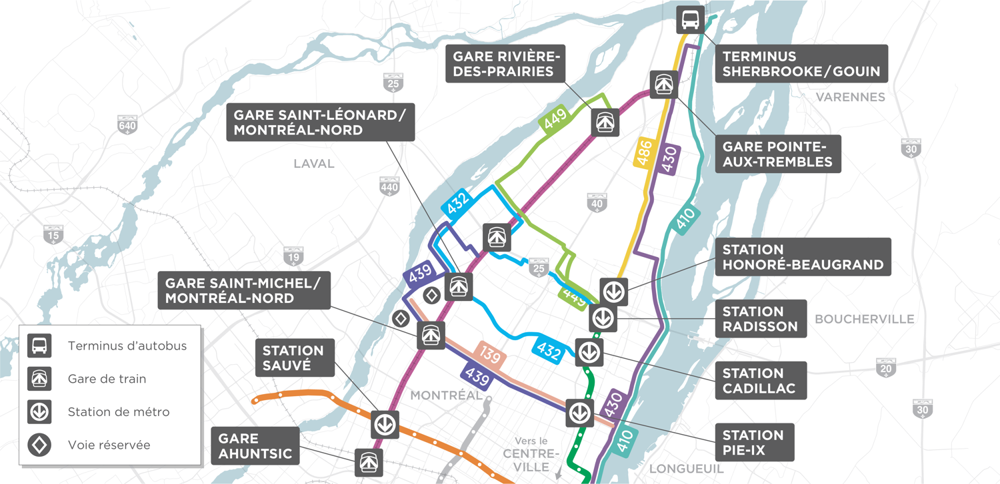 TERMINUS
SHERBROOKE/GOUIN
GARE RIVIÈRE-
DES-PRAIRIES
25
VARENNES
GARE SAINT-LÉONARD/
MONTRÉAL-NORD
449
640
486
430
GARE POINTE-
AUX-TREMBLES
30
LAVAL
440
432
40
410
15
19
25
STATION
HONORÉ-BEAUGRAND
439
GARE SAINT-MICHEL/
MONTRÉAL-NORD
449
STATION
RADISSON
BOUCHERVILLE
Terminus d'autobus
Gare de train
Station de métro
Voie réservée
STATION
SAUVÉ
139
439
432
20
STATION
CADILLAC
MONTRÉAL
430
30
GARE
AHUNTSIC
Vers le
CENTRE-
VILLE
410
STATION
PIE-IX
LONGUEUIL